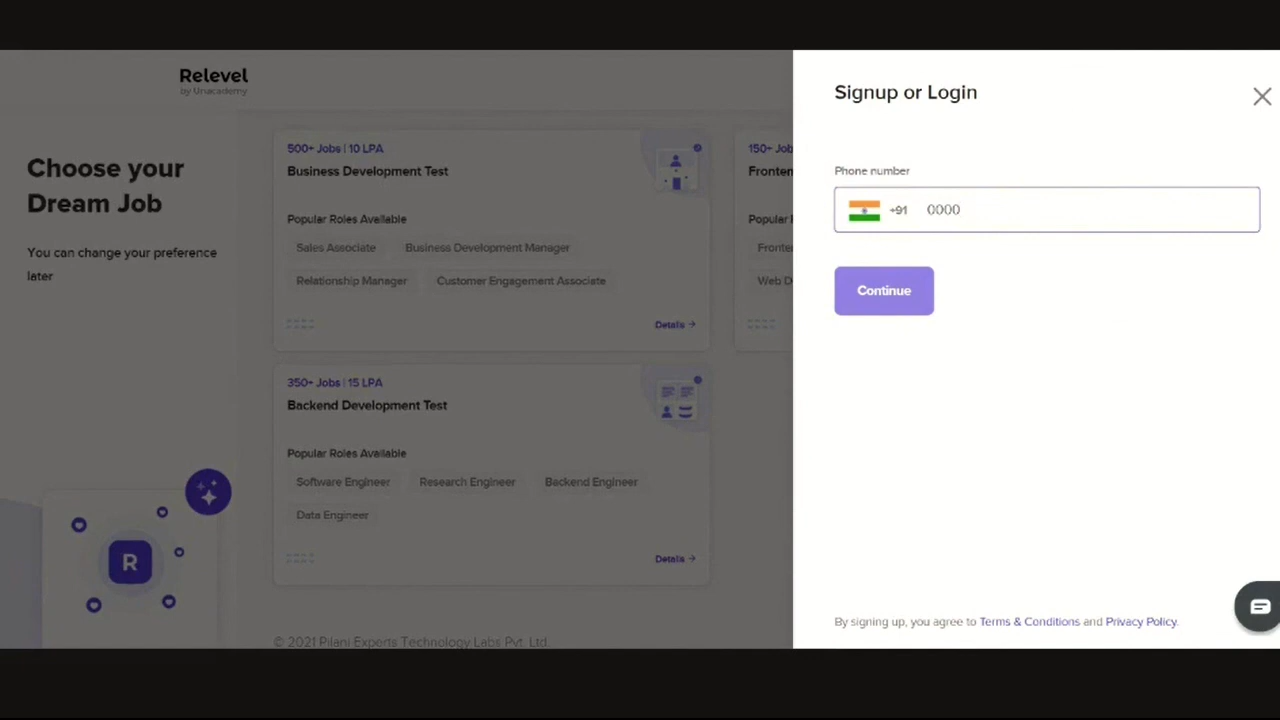 Relevel
by Unacademy
Choose your
Dream Job
You can change your preference
later
R
500+ Jobs | 10 LPA
Business Development Test
Popular Roles Available
Sales Associate
Business Development Manager
Relationship Manager
Customer Engagement Associate
Details →
150+ Job
Fronten
Popular
Fronte
Web D
350+ Jobs | 15 LPA
Backend Development Test
Popular Roles Available
Software Engineer
Research Engineer
Backend Engineer
Data Engineer
Details →
© 2021 Pilani Experts Technology Labs Pvt. Ltd.
Signup or Login
Phone number
+91 0000
Continue
By signing up, you agree to Terms & Conditions and Privacy Policy.